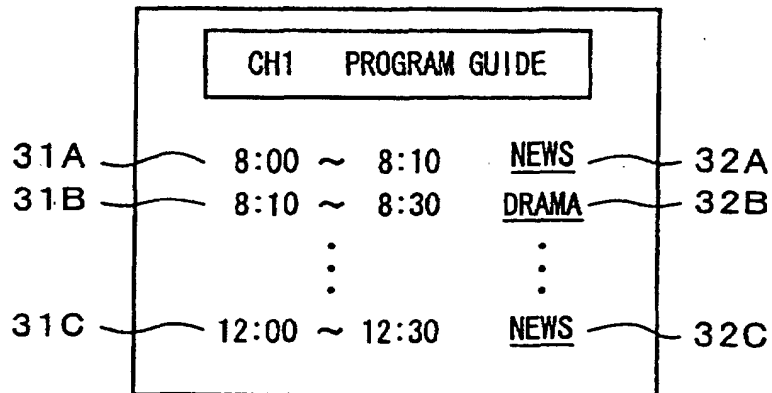 CH1 PROGRAM GUIDE
31A 8:00 ~ 8:10 NEWS 32A
31B 8:10 ~ 8:30 DRAMA 32B
31C 12:00 ~ 12:30 NEWS 32C